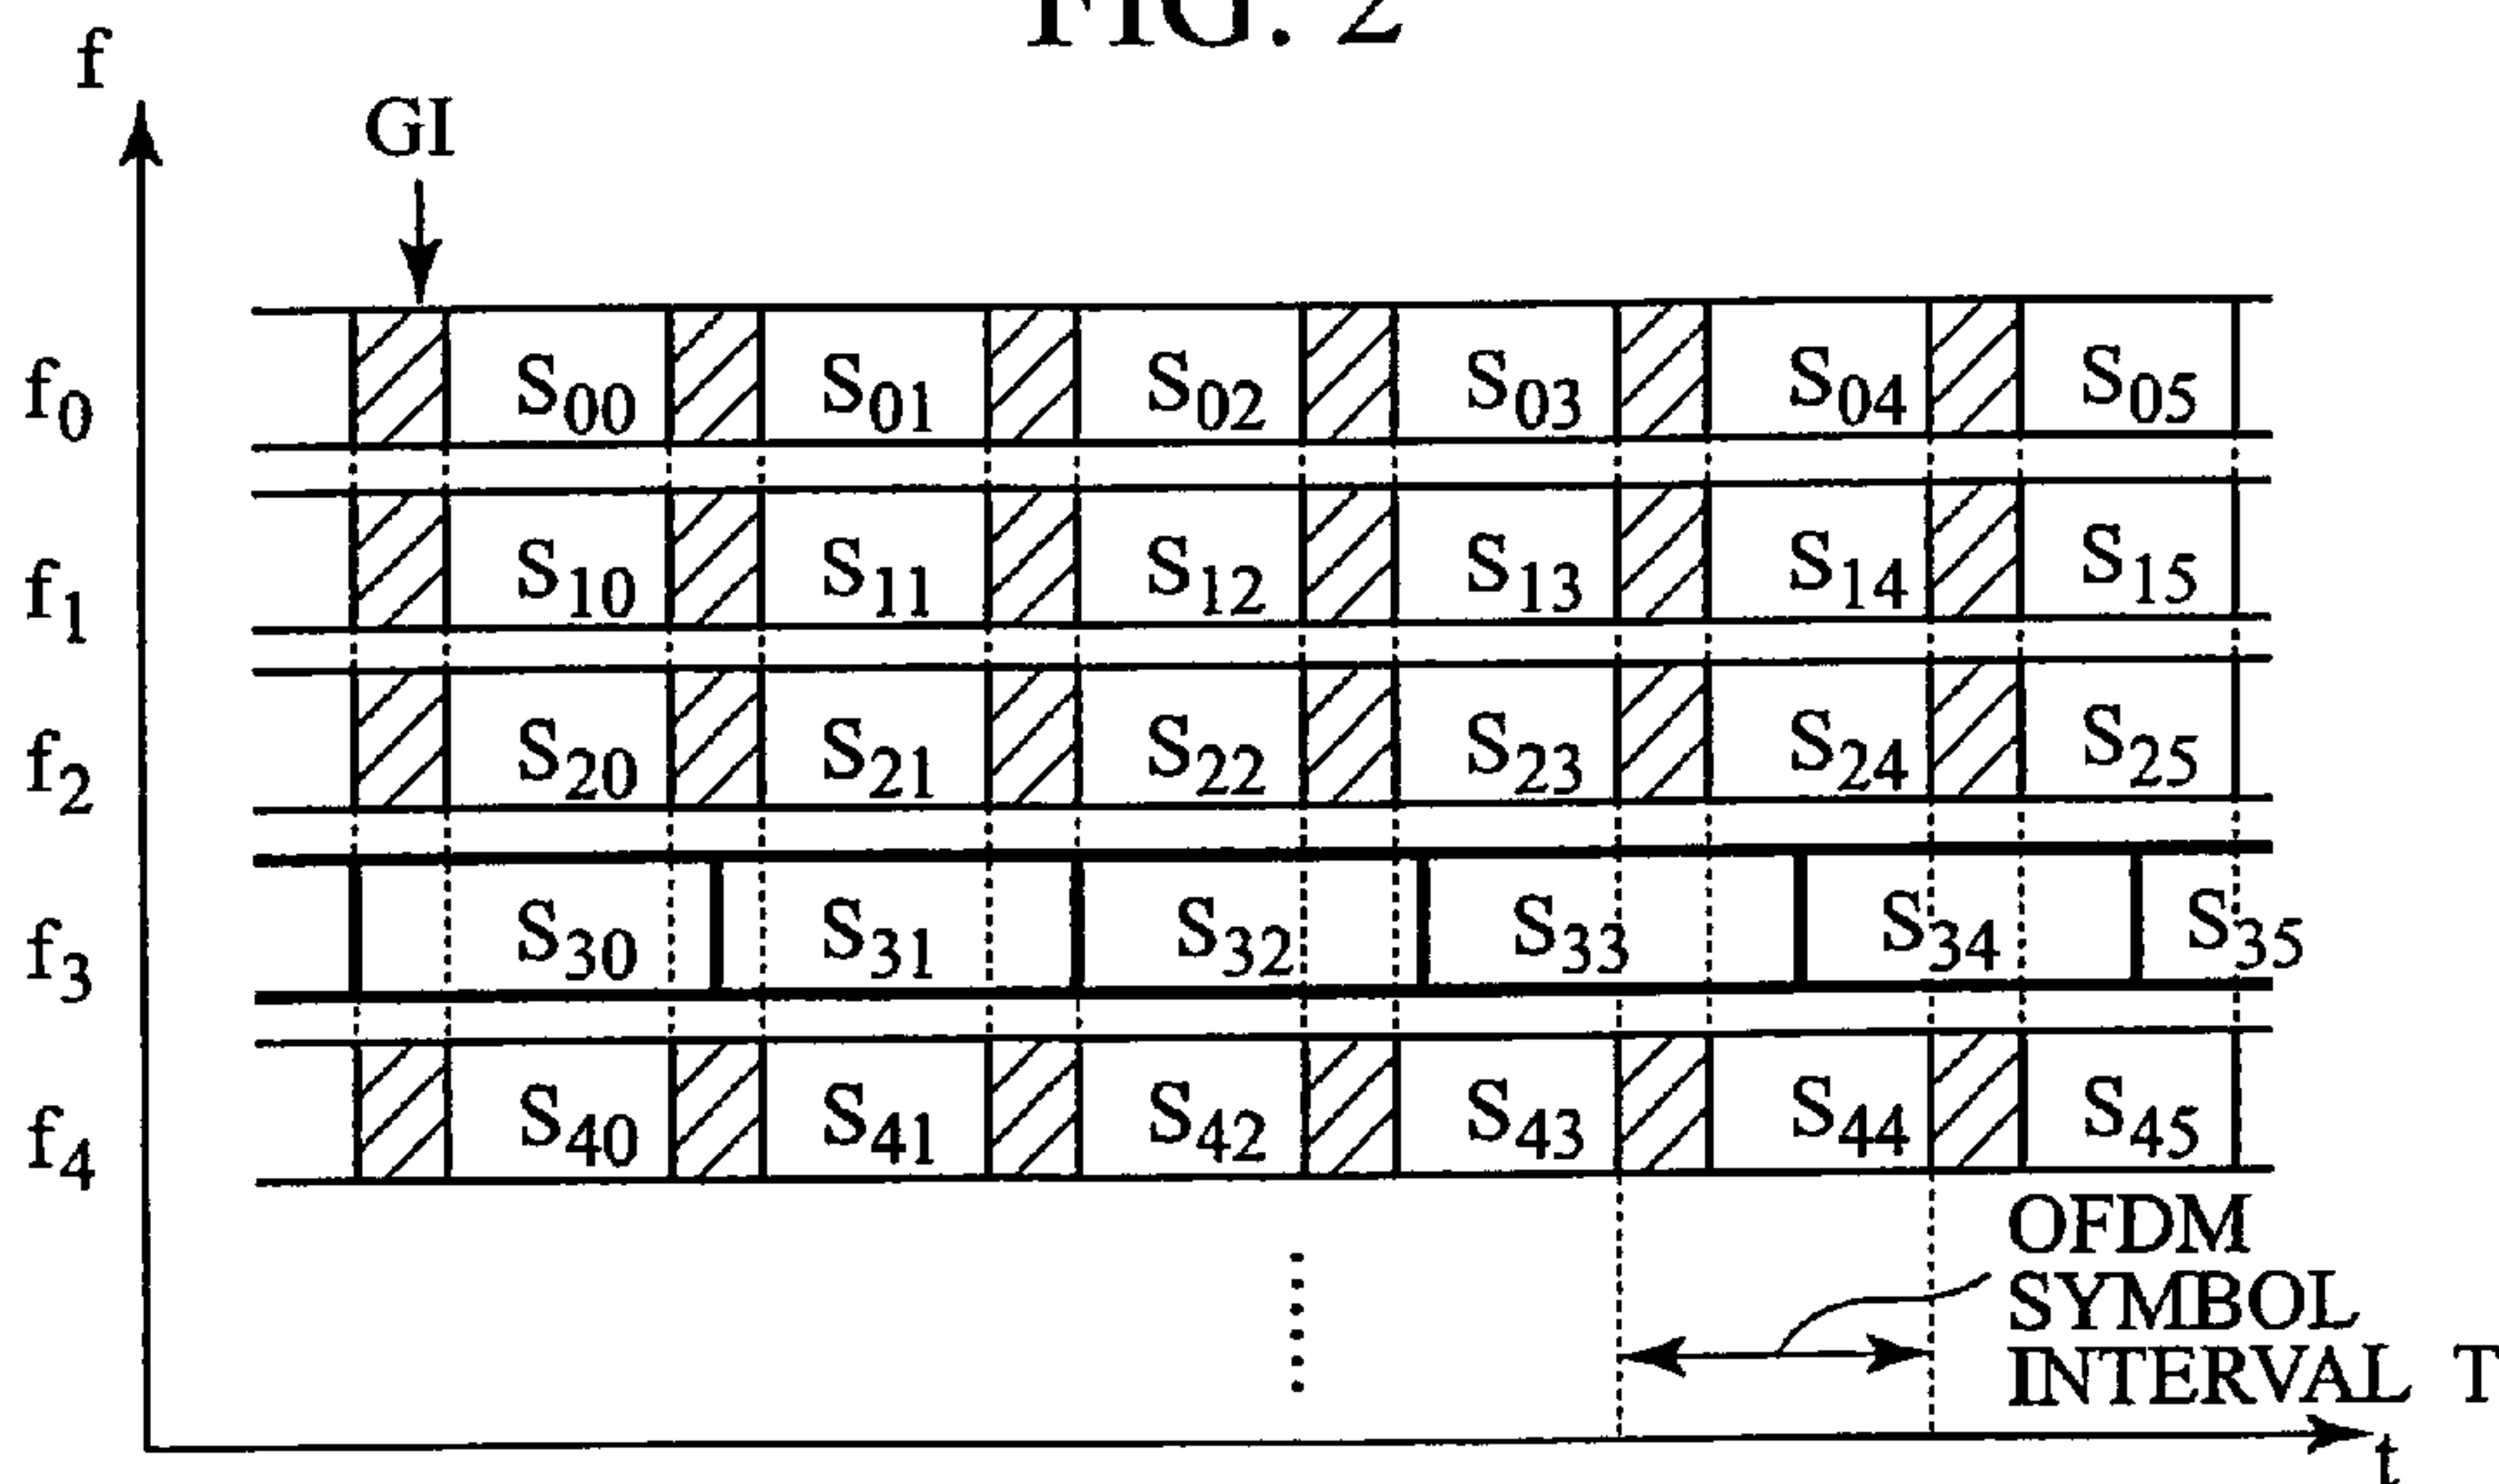 FIG. 2
f
GI
f0 S00 S01 S02 S03 S04 S05
f1 S10 S11 S12 S13 S14 S15
f2 S20 S21 S22 S23 S24 S25
f3 S30 S31 S32 S33 S34 S35
f4 S40 S41 S42 S43 S44 S45
OFDM
SYMBOL
INTERVAL T
t